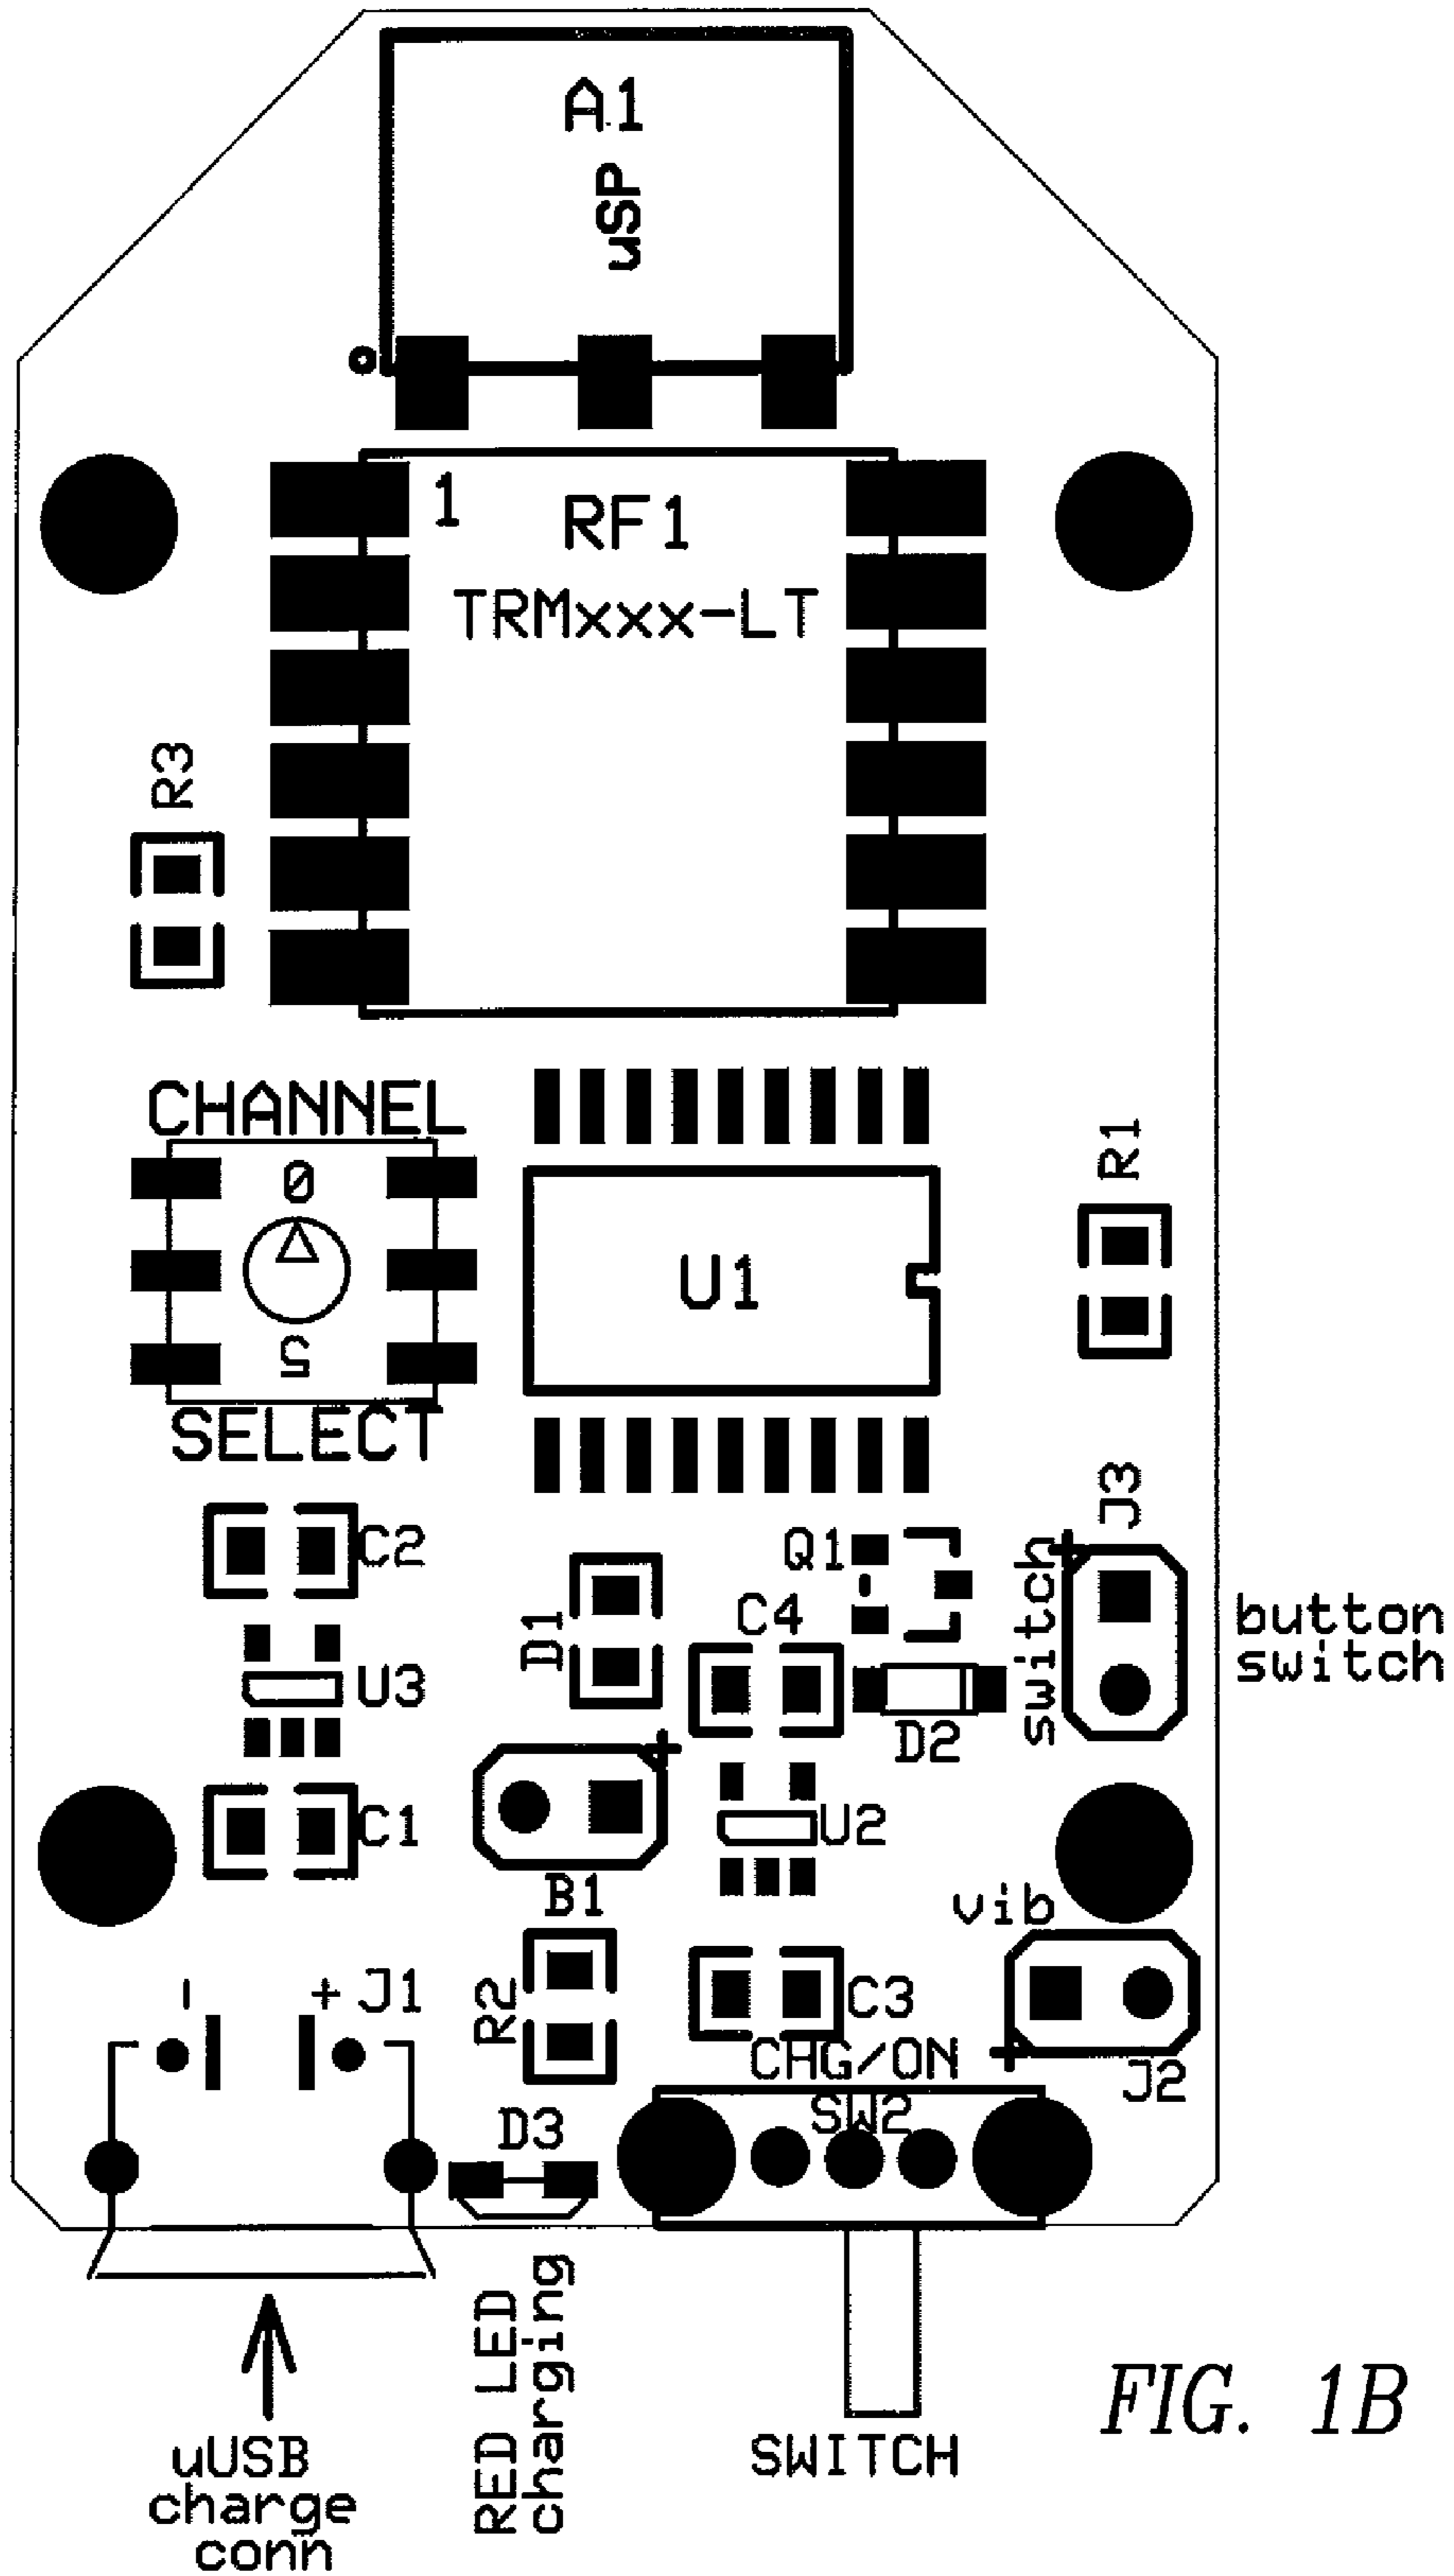 A1
uSP
1
RF1
TRMxxx-LT
R3
CHANNEL
0
5
SELECT
U1
R1
C2
U3
C1
D1
Q1
C4
D2
switch
J3
button
switch
B1
U2
vib
- + J1
R2
C3
CHG/ON
SW2
J2
+
+
+
D3
RED LED
charging
uUSB
charge
conn
SWITCH
FIG. 1B